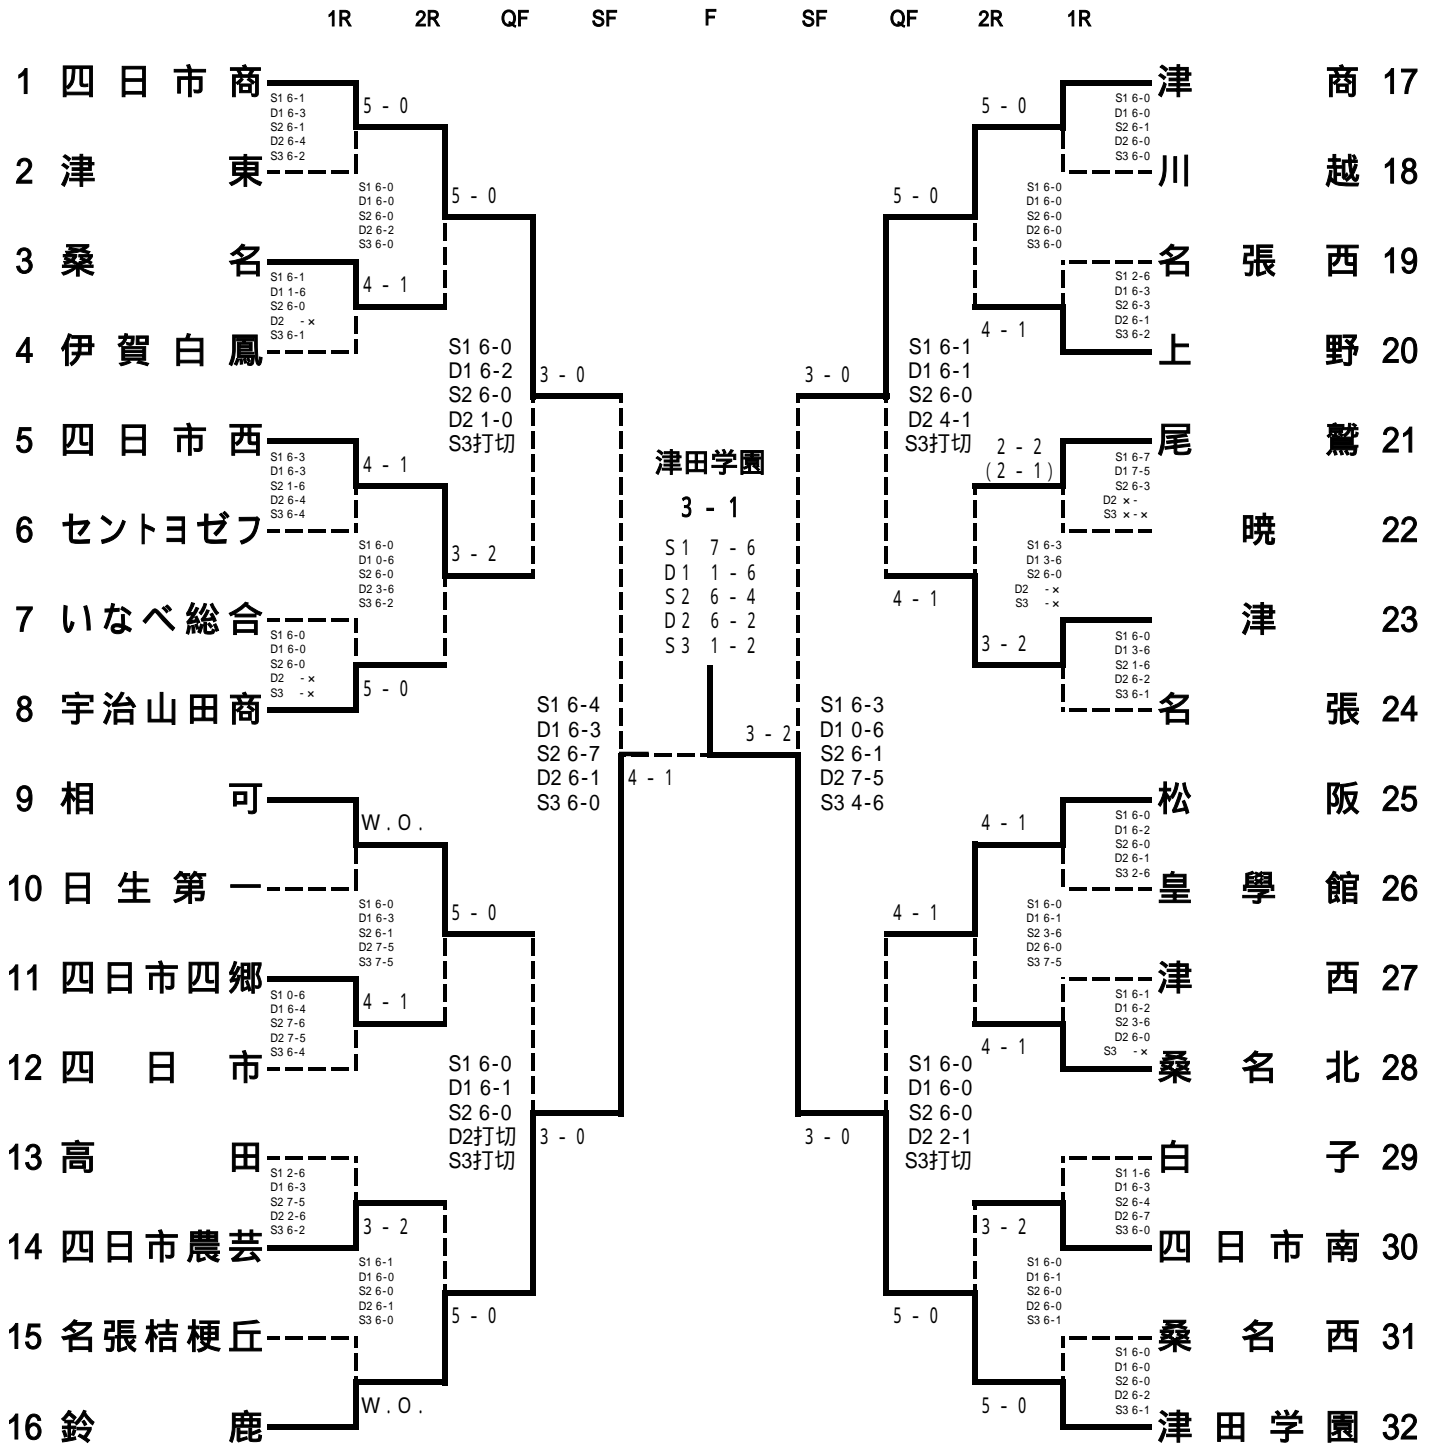 1R 2R QF SF F SF QF 2R 1R
1 四日市商
S1 6-1
D1 6-3
S2 6-1
D2 6-4
S3 6-2
5 - 0
2 津東
S1 6-0
D1 6-0
S2 6-0
D2 6-2
S3 6-0
5 - 0
3 桑名
S1 6-1
D1 1-6
S2 6-0
D2 -×
S3 6-1
4 - 1
4 伊賀白鳳
S1 6-0
D1 6-2
S2 6-0
D2 1-0
S3打切
3 - 0
5 四日市西
S1 6-3
D1 6-3
S2 1-6
D2 6-4
S3 6-4
4 - 1
6 セントヨゼフ
S1 6-0
D1 0-6
S2 6-0
D2 3-6
S3 6-2
3 - 2
7 いなべ総合
S1 6-0
D1 6-0
S2 6-0
D2 -×
S3 -×
5 - 0
8 宇治山田商
S1 6-4
D1 6-3
S2 6-7
D2 6-1
S3 6-0
4 - 1
9 相可
W.O.
10 日生第一
S1 6-0
D1 6-3
S2 6-1
D2 7-5
S3 7-5
5 - 0
11 四日市四郷
S1 0-6
D1 6-4
S2 7-6
D2 7-5
S3 6-4
4 - 1
12 四日市
S1 6-0
D1 6-1
S2 6-0
D2打切
S3打切
3 - 0
13 高田
S1 2-6
D1 6-3
S2 7-5
D2 2-6
S3 6-2
3 - 2
14 四日市農芸
S1 6-1
D1 6-0
S2 6-0
D2 6-1
S3 6-0
5 - 0
15 名張桔梗丘
W.O.
16 鈴鹿
津田学園
3 - 1
S1 7-6
D1 1-6
S2 6-4
D2 6-2
S3 1-2
津商 17
S1 6-0
D1 6-0
S2 6-1
D2 6-0
S3 6-0
5 - 0
川越 18
S1 6-0
D1 6-0
S2 6-0
D2 6-0
S3 6-0
5 - 0
名張西 19
S1 2-6
D1 6-3
S2 6-3
D2 6-1
S3 6-2
4 - 1
上野 20
S1 6-1
D1 6-1
S2 6-0
D2 4-1
S3打切
3 - 0
尾鷲 21
S1 6-7
D1 7-5
S2 6-3
D2 ×-
S3 ×-×
2 - 2
(2 - 1)
暁 22
S1 6-3
D1 3-6
S2 6-0
D2 -×
S3 -×
4 - 1
津 23
S1 6-0
D1 3-6
S2 1-6
D2 6-2
S3 6-1
3 - 2
名張 24
S1 6-3
D1 0-6
S2 6-1
D2 7-5
S3 4-6
3 - 2
松阪 25
S1 6-0
D1 6-2
S2 6-0
D2 6-1
S3 2-6
4 - 1
皇學館 26
S1 6-0
D1 6-1
S2 3-6
D2 6-0
S3 7-5
4 - 1
津西 27
S1 6-1
D1 6-2
S2 3-6
D2 6-0
S3 -×
4 - 1
桑名北 28
S1 6-0
D1 6-0
S2 6-0
D2 2-1
S3打切
3 - 0
白子 29
S1 1-6
D1 6-3
S2 6-4
D2 6-7
S3 6-0
3 - 2
四日市南 30
S1 6-0
D1 6-1
S2 6-0
D2 6-0
S3 6-1
5 - 0
桑名西 31
S1 6-0
D1 6-0
S2 6-0
D2 6-2
S3 6-1
5 - 0
津田学園 32